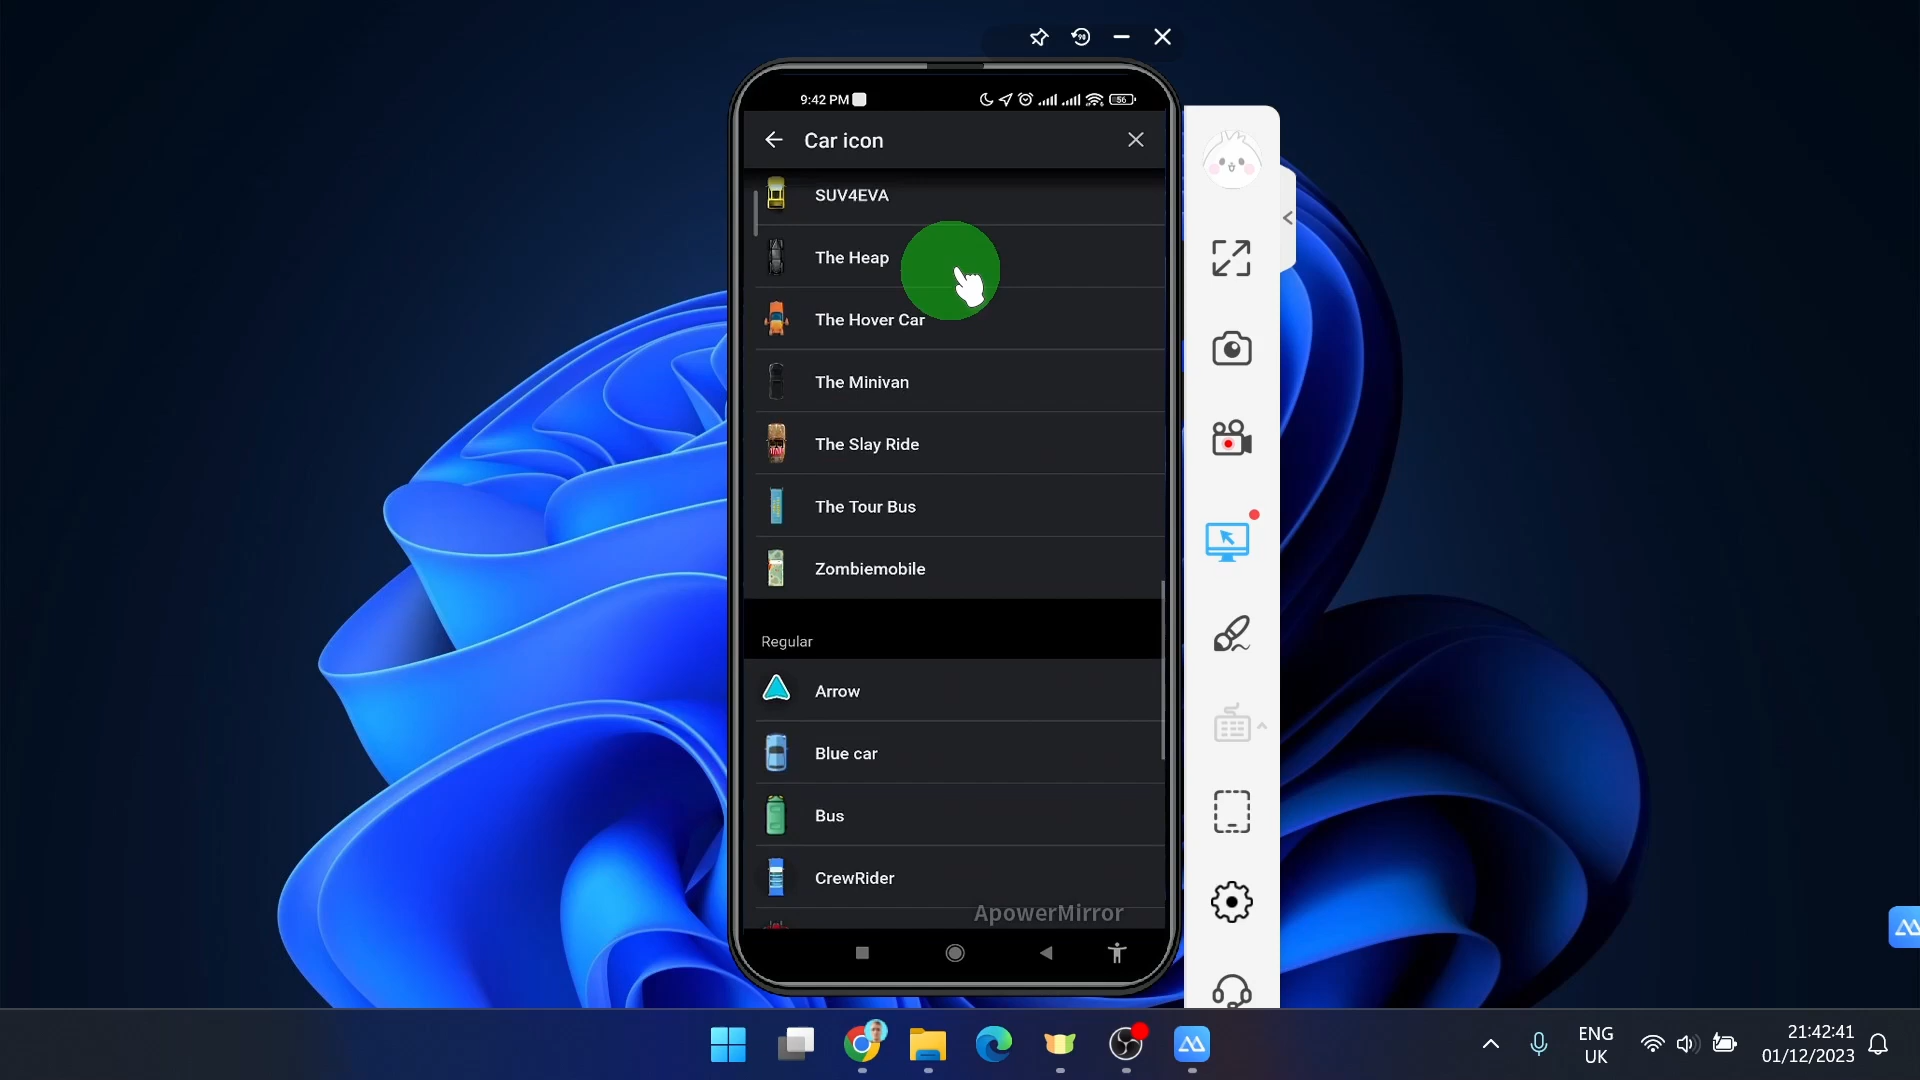 9:42 PM
56
Car icon
SUV4EVA
The Heap
The Hover Car
The Minivan
The Slay Ride
The Tour Bus
Zombiemobile
Regular
Arrow
Blue car
Bus
CrewRider
ApowerMirror
ENG
UK
21:42:41
01/12/2023